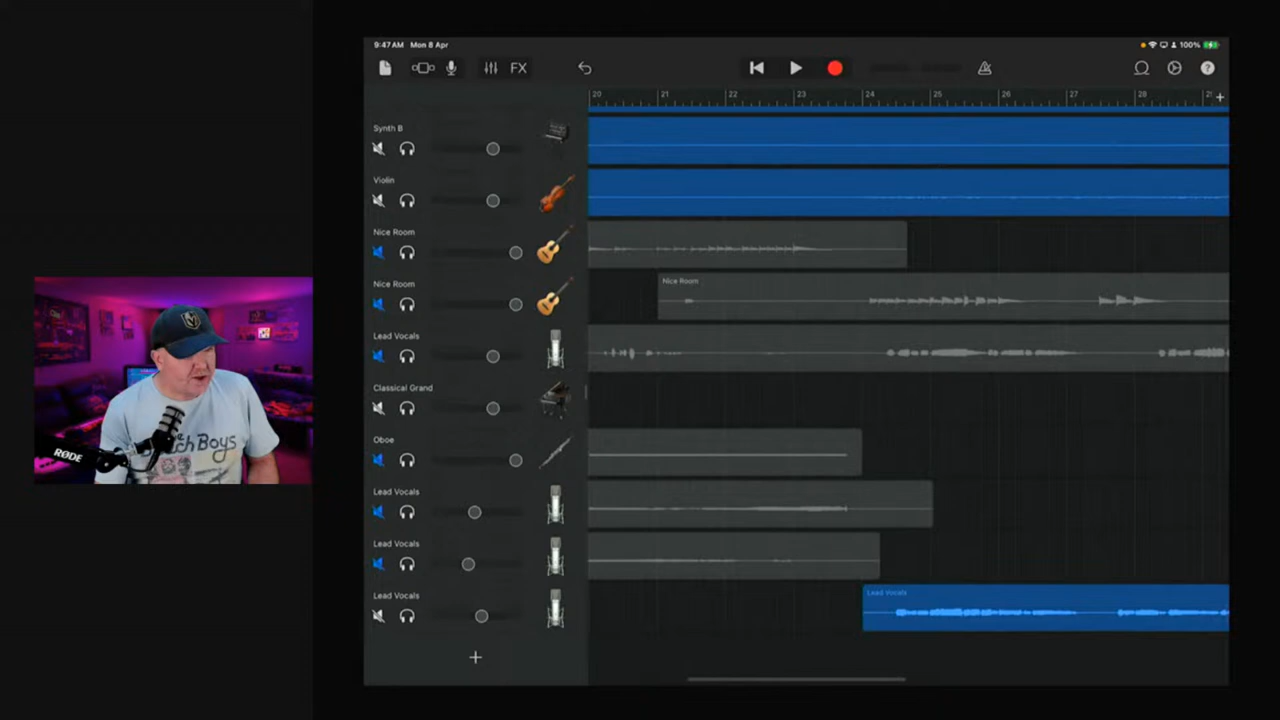 9:47AM Mon 8 Apr
100%
FX
?
20 21 22 23 24 25 26 27 28
Synth B
Violin
Nice Room
Nice Room
Nice Room
Lead Vocals
Classical Grand
Oboe
Lead Vocals
Lead Vocals
Lead Vocals
Lead Vocals
RØDE
Boys